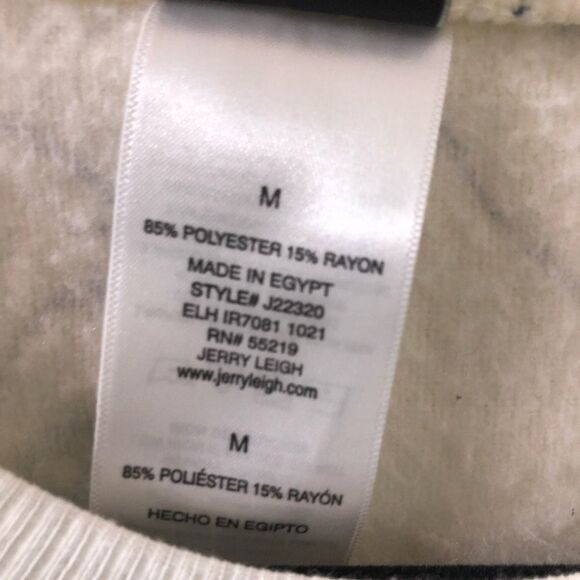 M
85% POLYESTER 15% RAYON
MADE IN EGYPT
STYLE# J22320
ELH IR7081 1021
RN# 55219
JERRY LEIGH
www.jerryleigh.com
M
85% POLIÉSTER 15% RAYÓN
HECHO EN EGIPTO